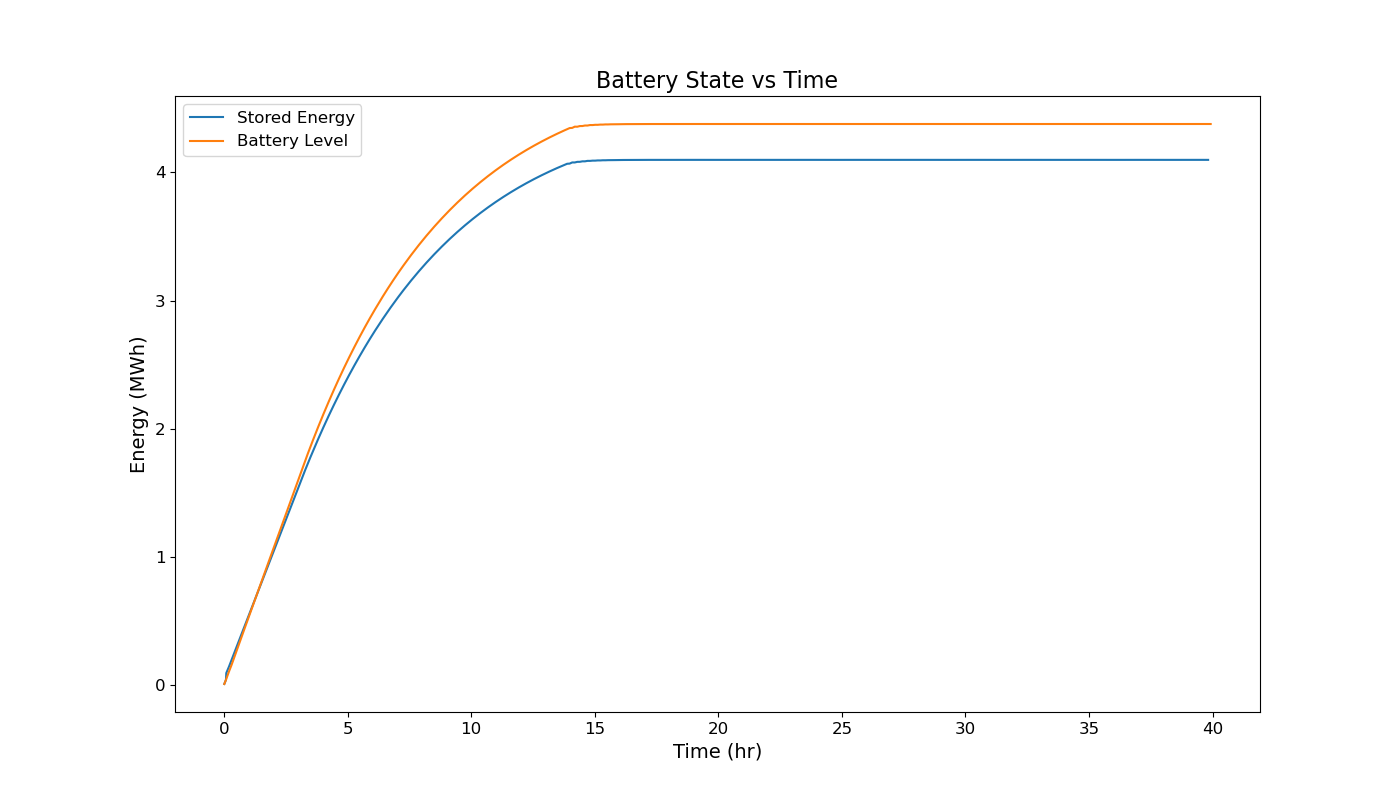 Battery State vs Time
Stored Energy
Battery Level
Energy (MWh)
4
3
2
1
0
0 5 10 15 20 25 30 35 40
Time (hr)